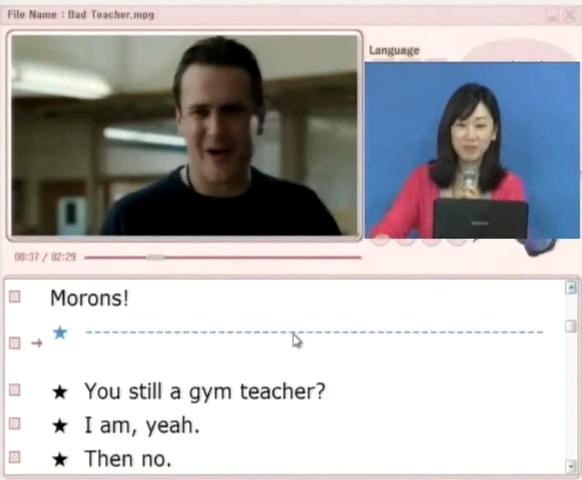 File Name : Bad Teacher.mpg
Language
00:37 / 02:29
Morons!
★
→
★ You still a gym teacher?
★ I am, yeah.
★ Then no.